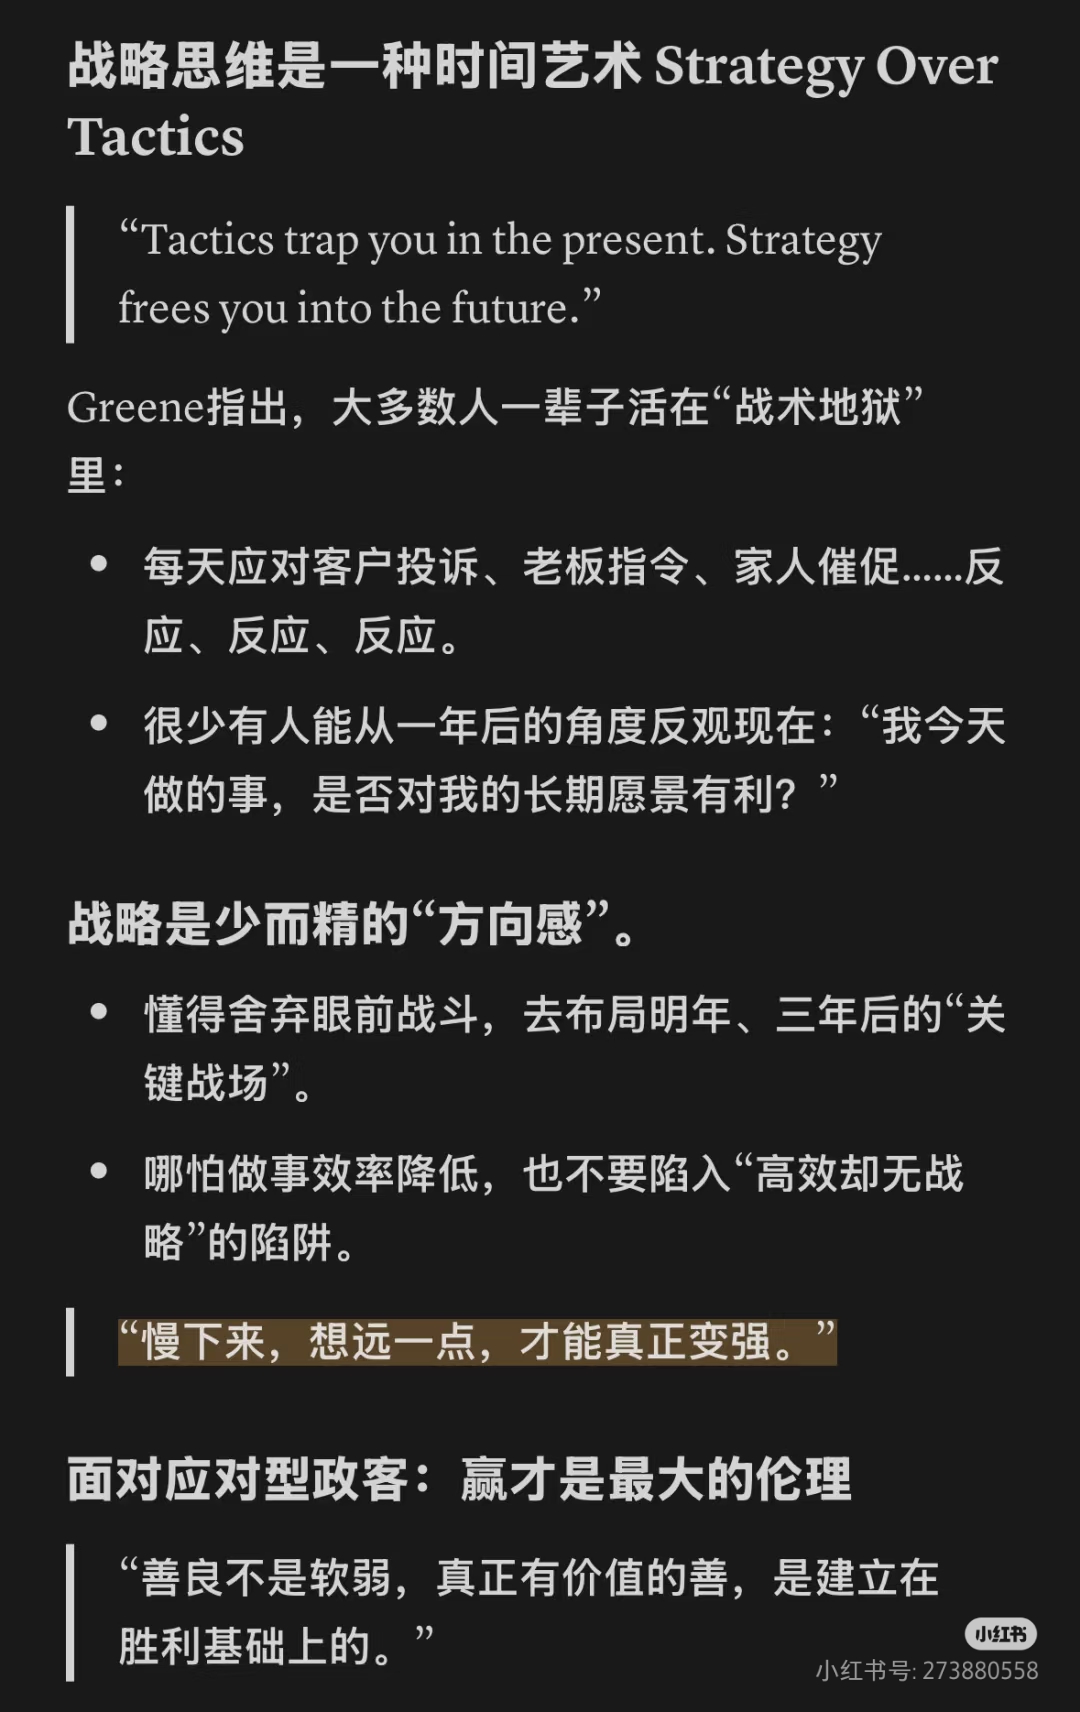 战略思维是一种时间艺术 Strategy Over
Tactics
“Tactics trap you in the present. Strategy
frees you into the future.”
Greene指出，大多数人一辈子活在“战术地狱”
里：
• 每天应对客户投诉、老板指令、家人催促……反
应、反应、反应。
• 很少有人能从一年后的角度反观现在：“我今天
做的事，是否对我的长期愿景有利？”
战略是少而精的“方向感”。
• 懂得舍弃眼前战斗，去布局明年、三年后的“关
键战场”。
• 哪怕做事效率降低，也不要陷入“高效却无战
略”的陷阱。
“慢下来，想远一点，才能真正变强。”
面对应对型政客：赢才是最大的伦理
“善良不是软弱，真正有价值的善，是建立在
胜利基础上的。”
小红书
小红书号: 273880558